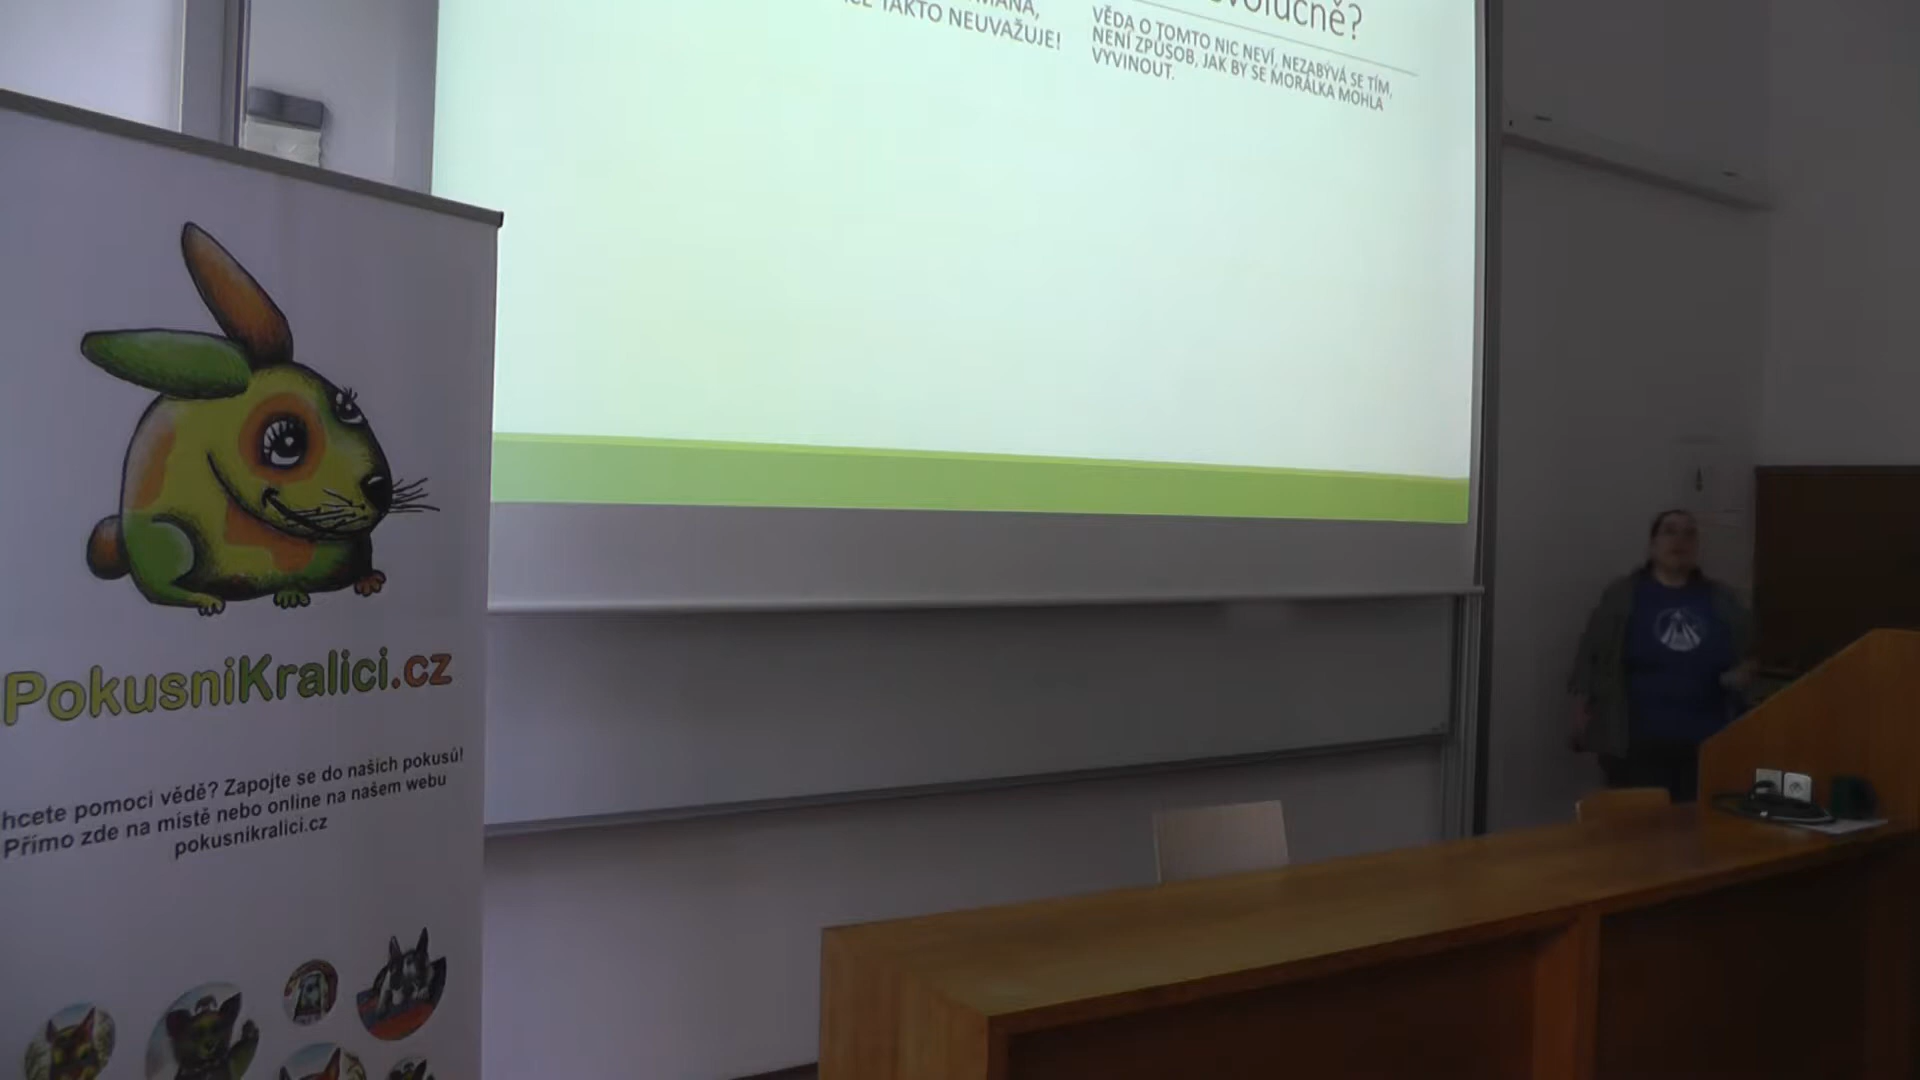 TAKTO NEUVAŽUJE!
VĚDA O TOMTO NIC NEVÍ, NEZABÝVÁ SE TÍM,
NENÍ ZPŮSOB, JAK BY SE MORÁLKA MOHLA
VYVINOUT.
PokusniKralici.cz
hcete pomoci vědě? Zapojte se do našich pokusů!
Přímo zde na místě nebo online na našem webu
pokusnikralici.cz